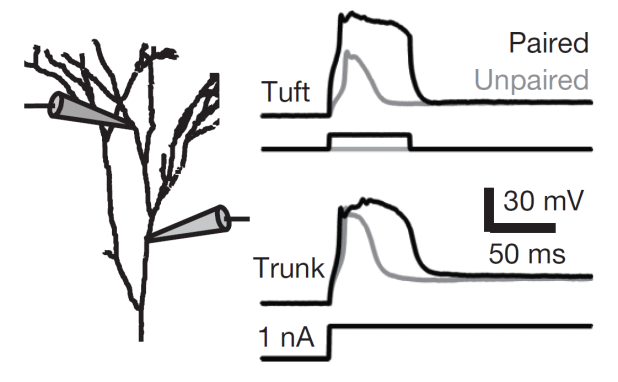 Paired
Unpaired
Tuft
30 mV
50 ms
Trunk
1 nA